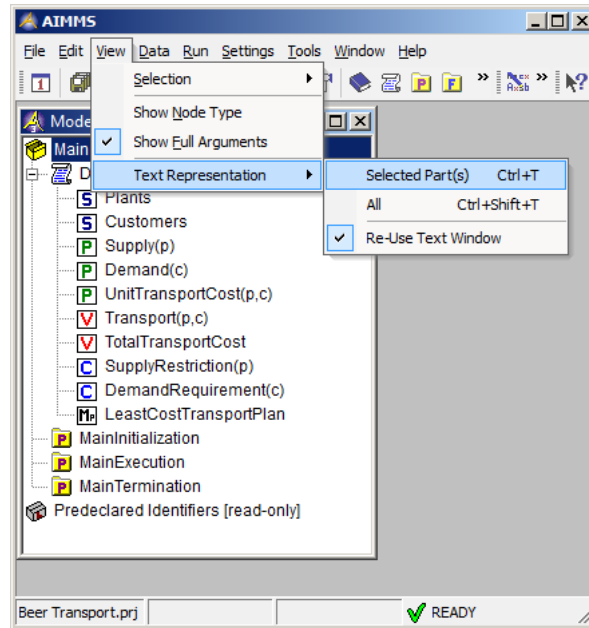 AIMMS
File Edit View Data Run Settings Tools Window Help
Selection
Show Node Type
Show Full Arguments
Text Representation
Selected Part(s) Ctrl+T
All Ctrl+Shift+T
Re-Use Text Window
Mode
Main
D
Plants
Customers
Supply(p)
Demand(c)
UnitTransportCost(p,c)
Transport(p,c)
TotalTransportCost
SupplyRestriction(p)
DemandRequirement(c)
LeastCostTransportPlan
MainInitialization
MainExecution
MainTermination
Predeclared Identifiers [read-only]
Beer Transport.prj
READY